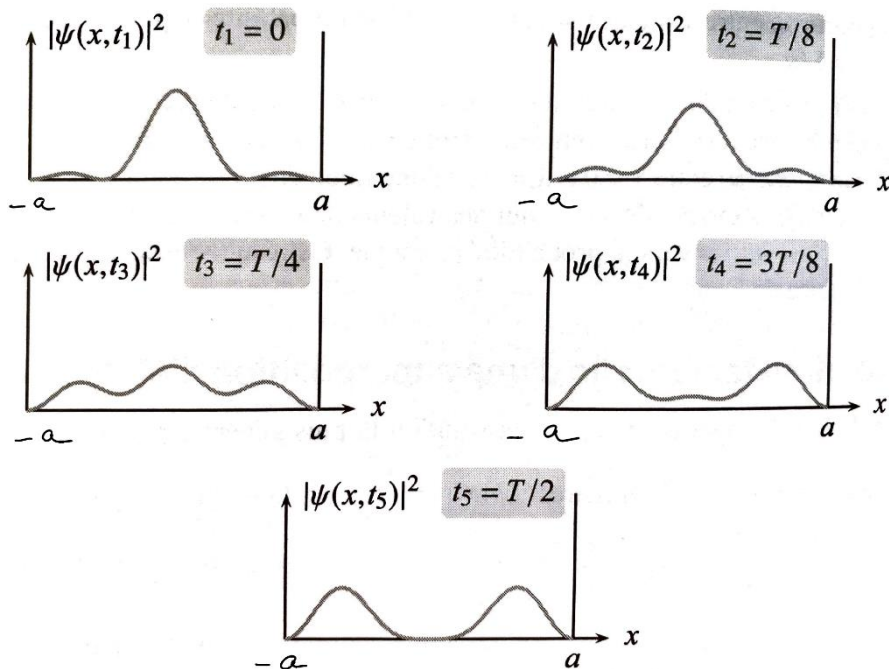 |ψ(x,t₁)|² t₁ = 0
x
-a a
|ψ(x,t₂)|² t₂ = T/8
x
-a a
|ψ(x,t₃)|² t₃ = T/4
x
-a a
|ψ(x,t₄)|² t₄ = 3T/8
x
-a a
|ψ(x,t₅)|² t₅ = T/2
x
-a a